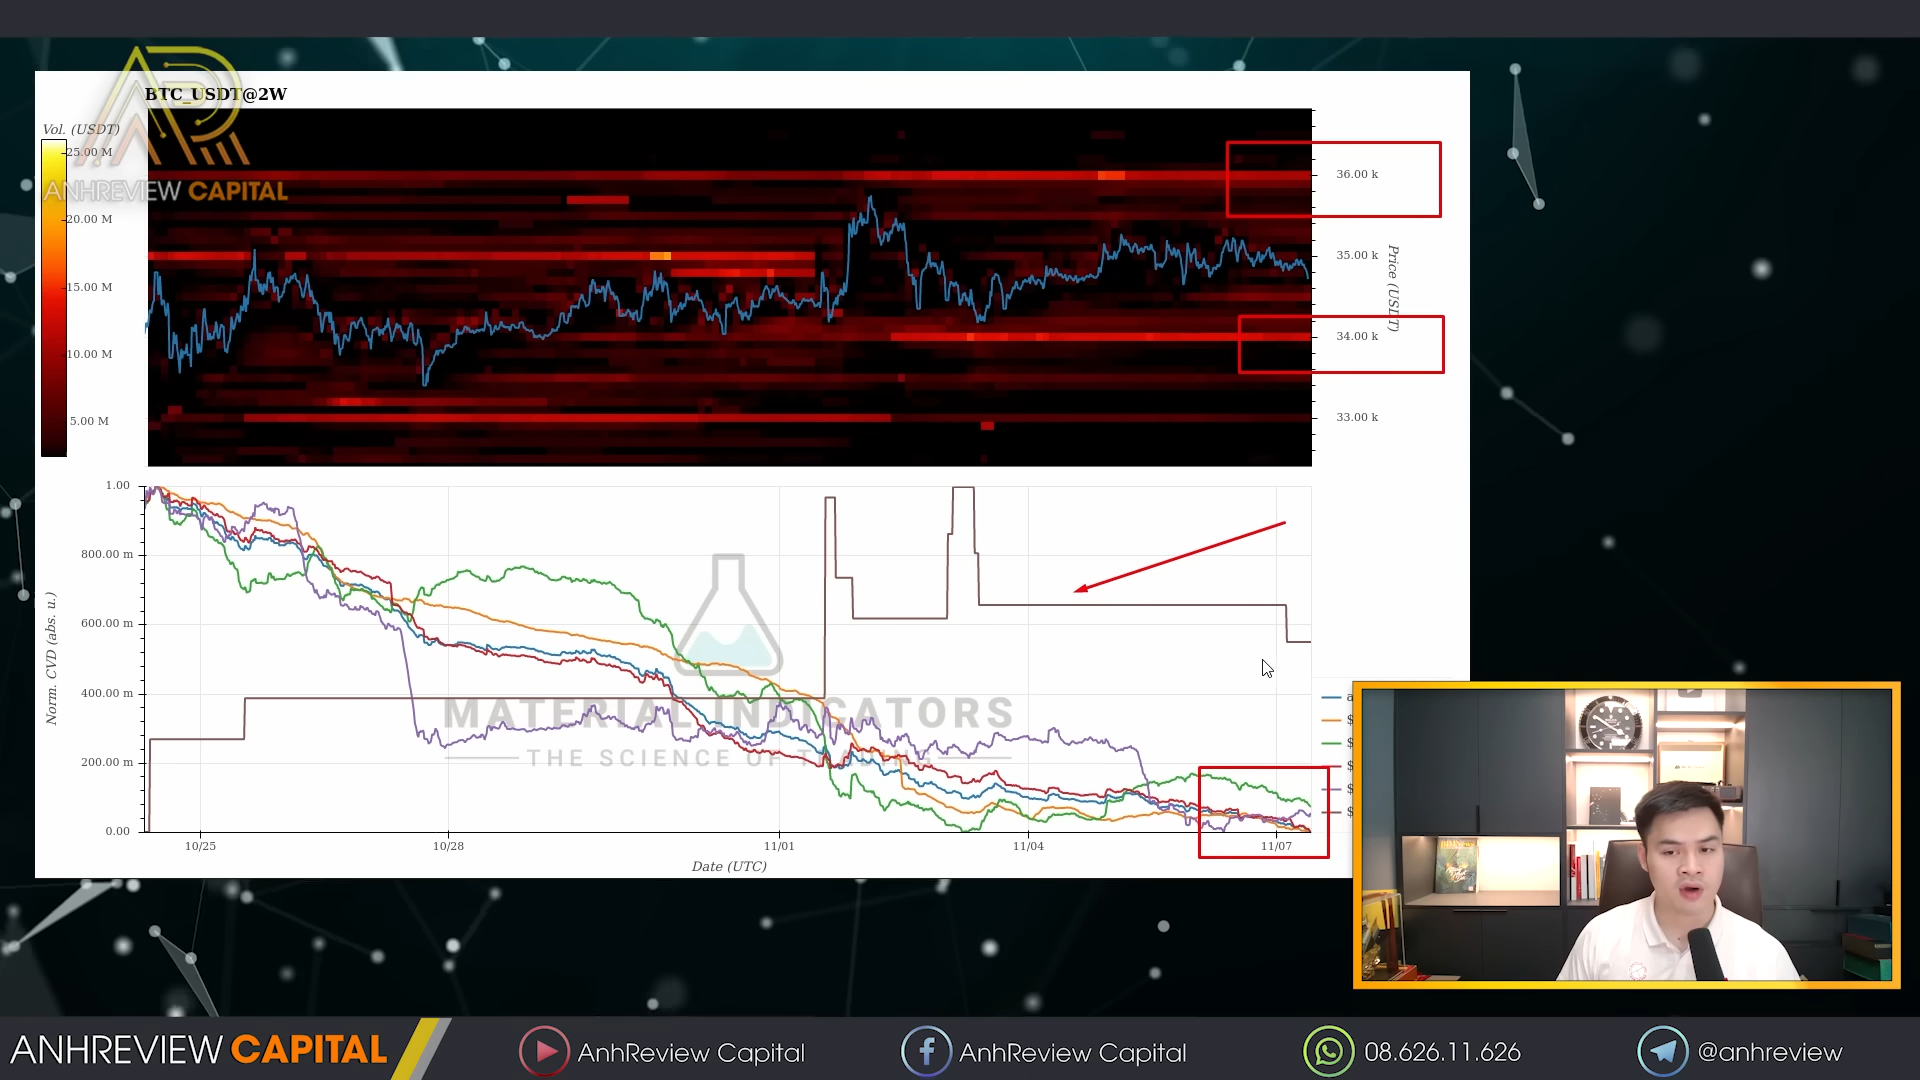 BTC_USDT@2W
Vol. (USDT)
25.00 M
20.00 M
15.00 M
10.00 M
5.00 M
ANHREVIEW CAPITAL
36.00 k
35.00 k
34.00 k
33.00 k
Price (USDT)
1.00
800.00 m
600.00 m
400.00 m
200.00 m
0.00
Norm. CVD (abs. u.)
MATERIAL INDICATORS
THE SCIENCE OF TRADING
10/25
10/28
11/01
11/04
11/07
Date (UTC)
a
$
$
$
$
$
ANHREVIEW CAPITAL
AnhReview Capital
AnhReview Capital
08.626.11.626
@anhreview